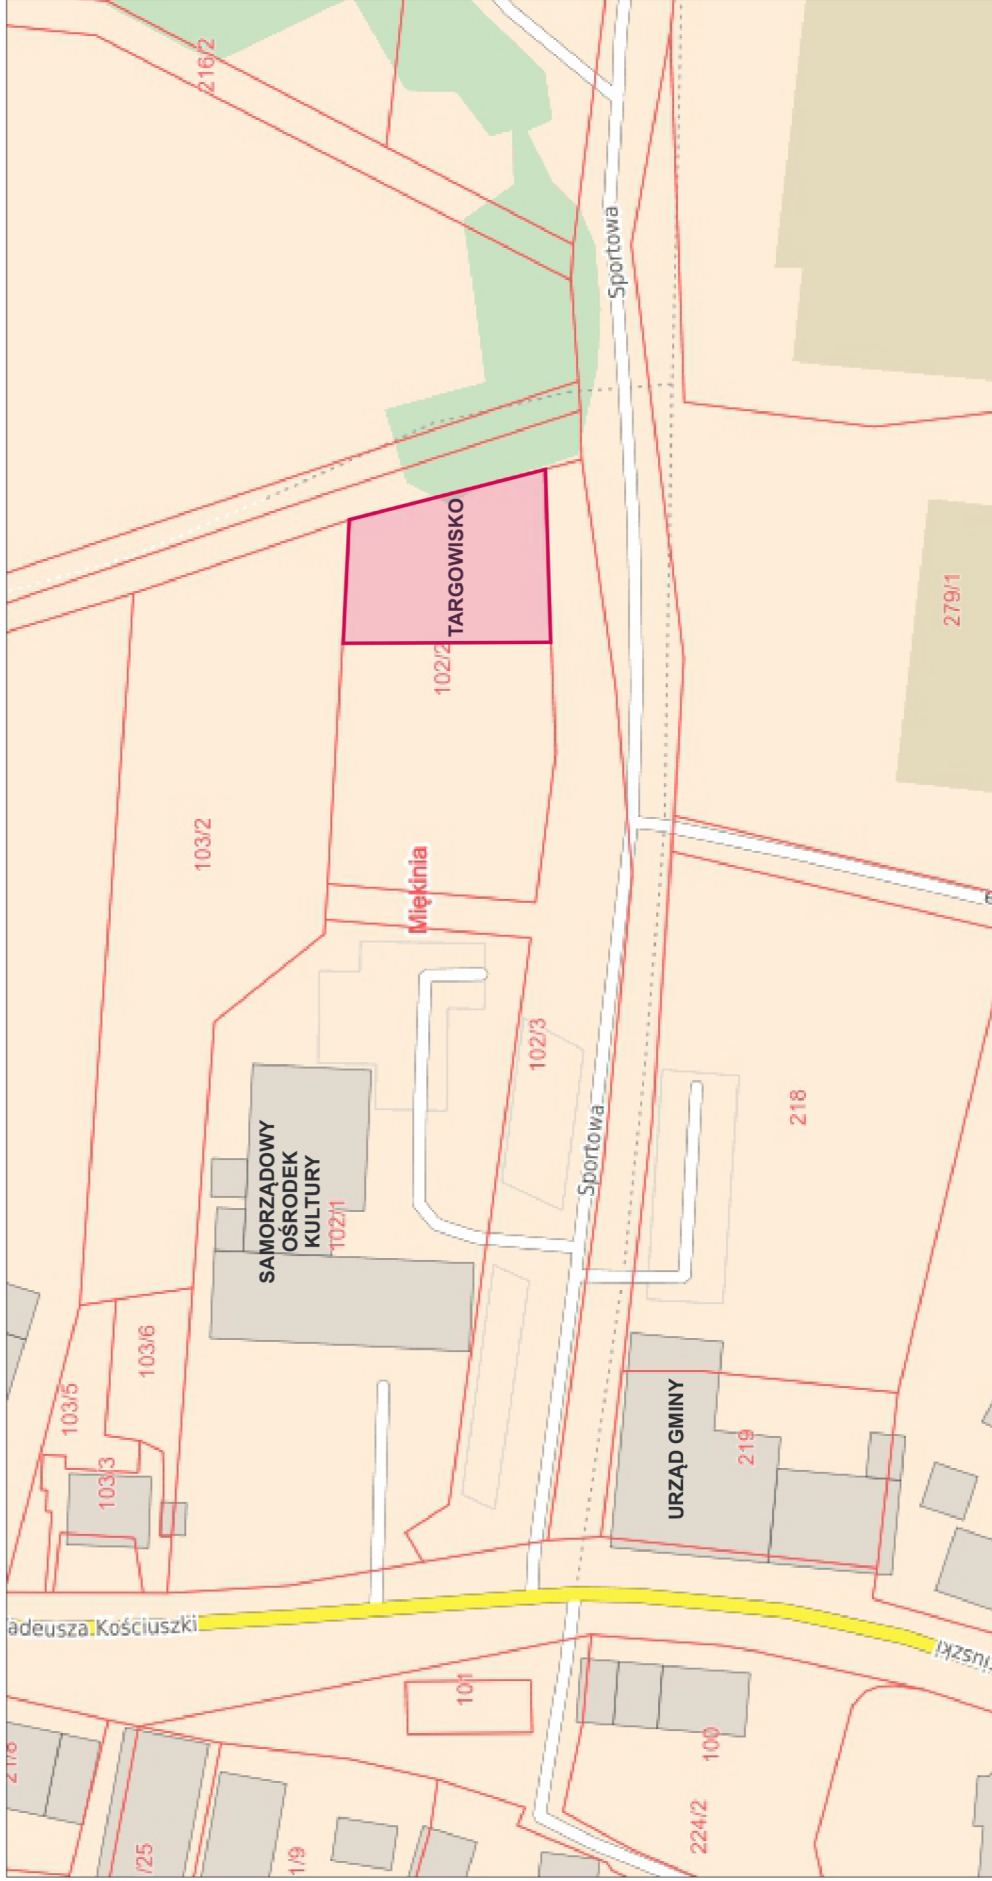 216/2
Sportowa
TARGOWISKO
102/2
279/1
103/2
Miękinia
102/3
218
Sportowa
SAMORZĄDOWY
OŚRODEK
KULTURY
102/1
103/6
103/5
103/3
URZĄD GMINY
219
adeusza Kościuszki
iuszki
101
100
224/2
/25
1/9